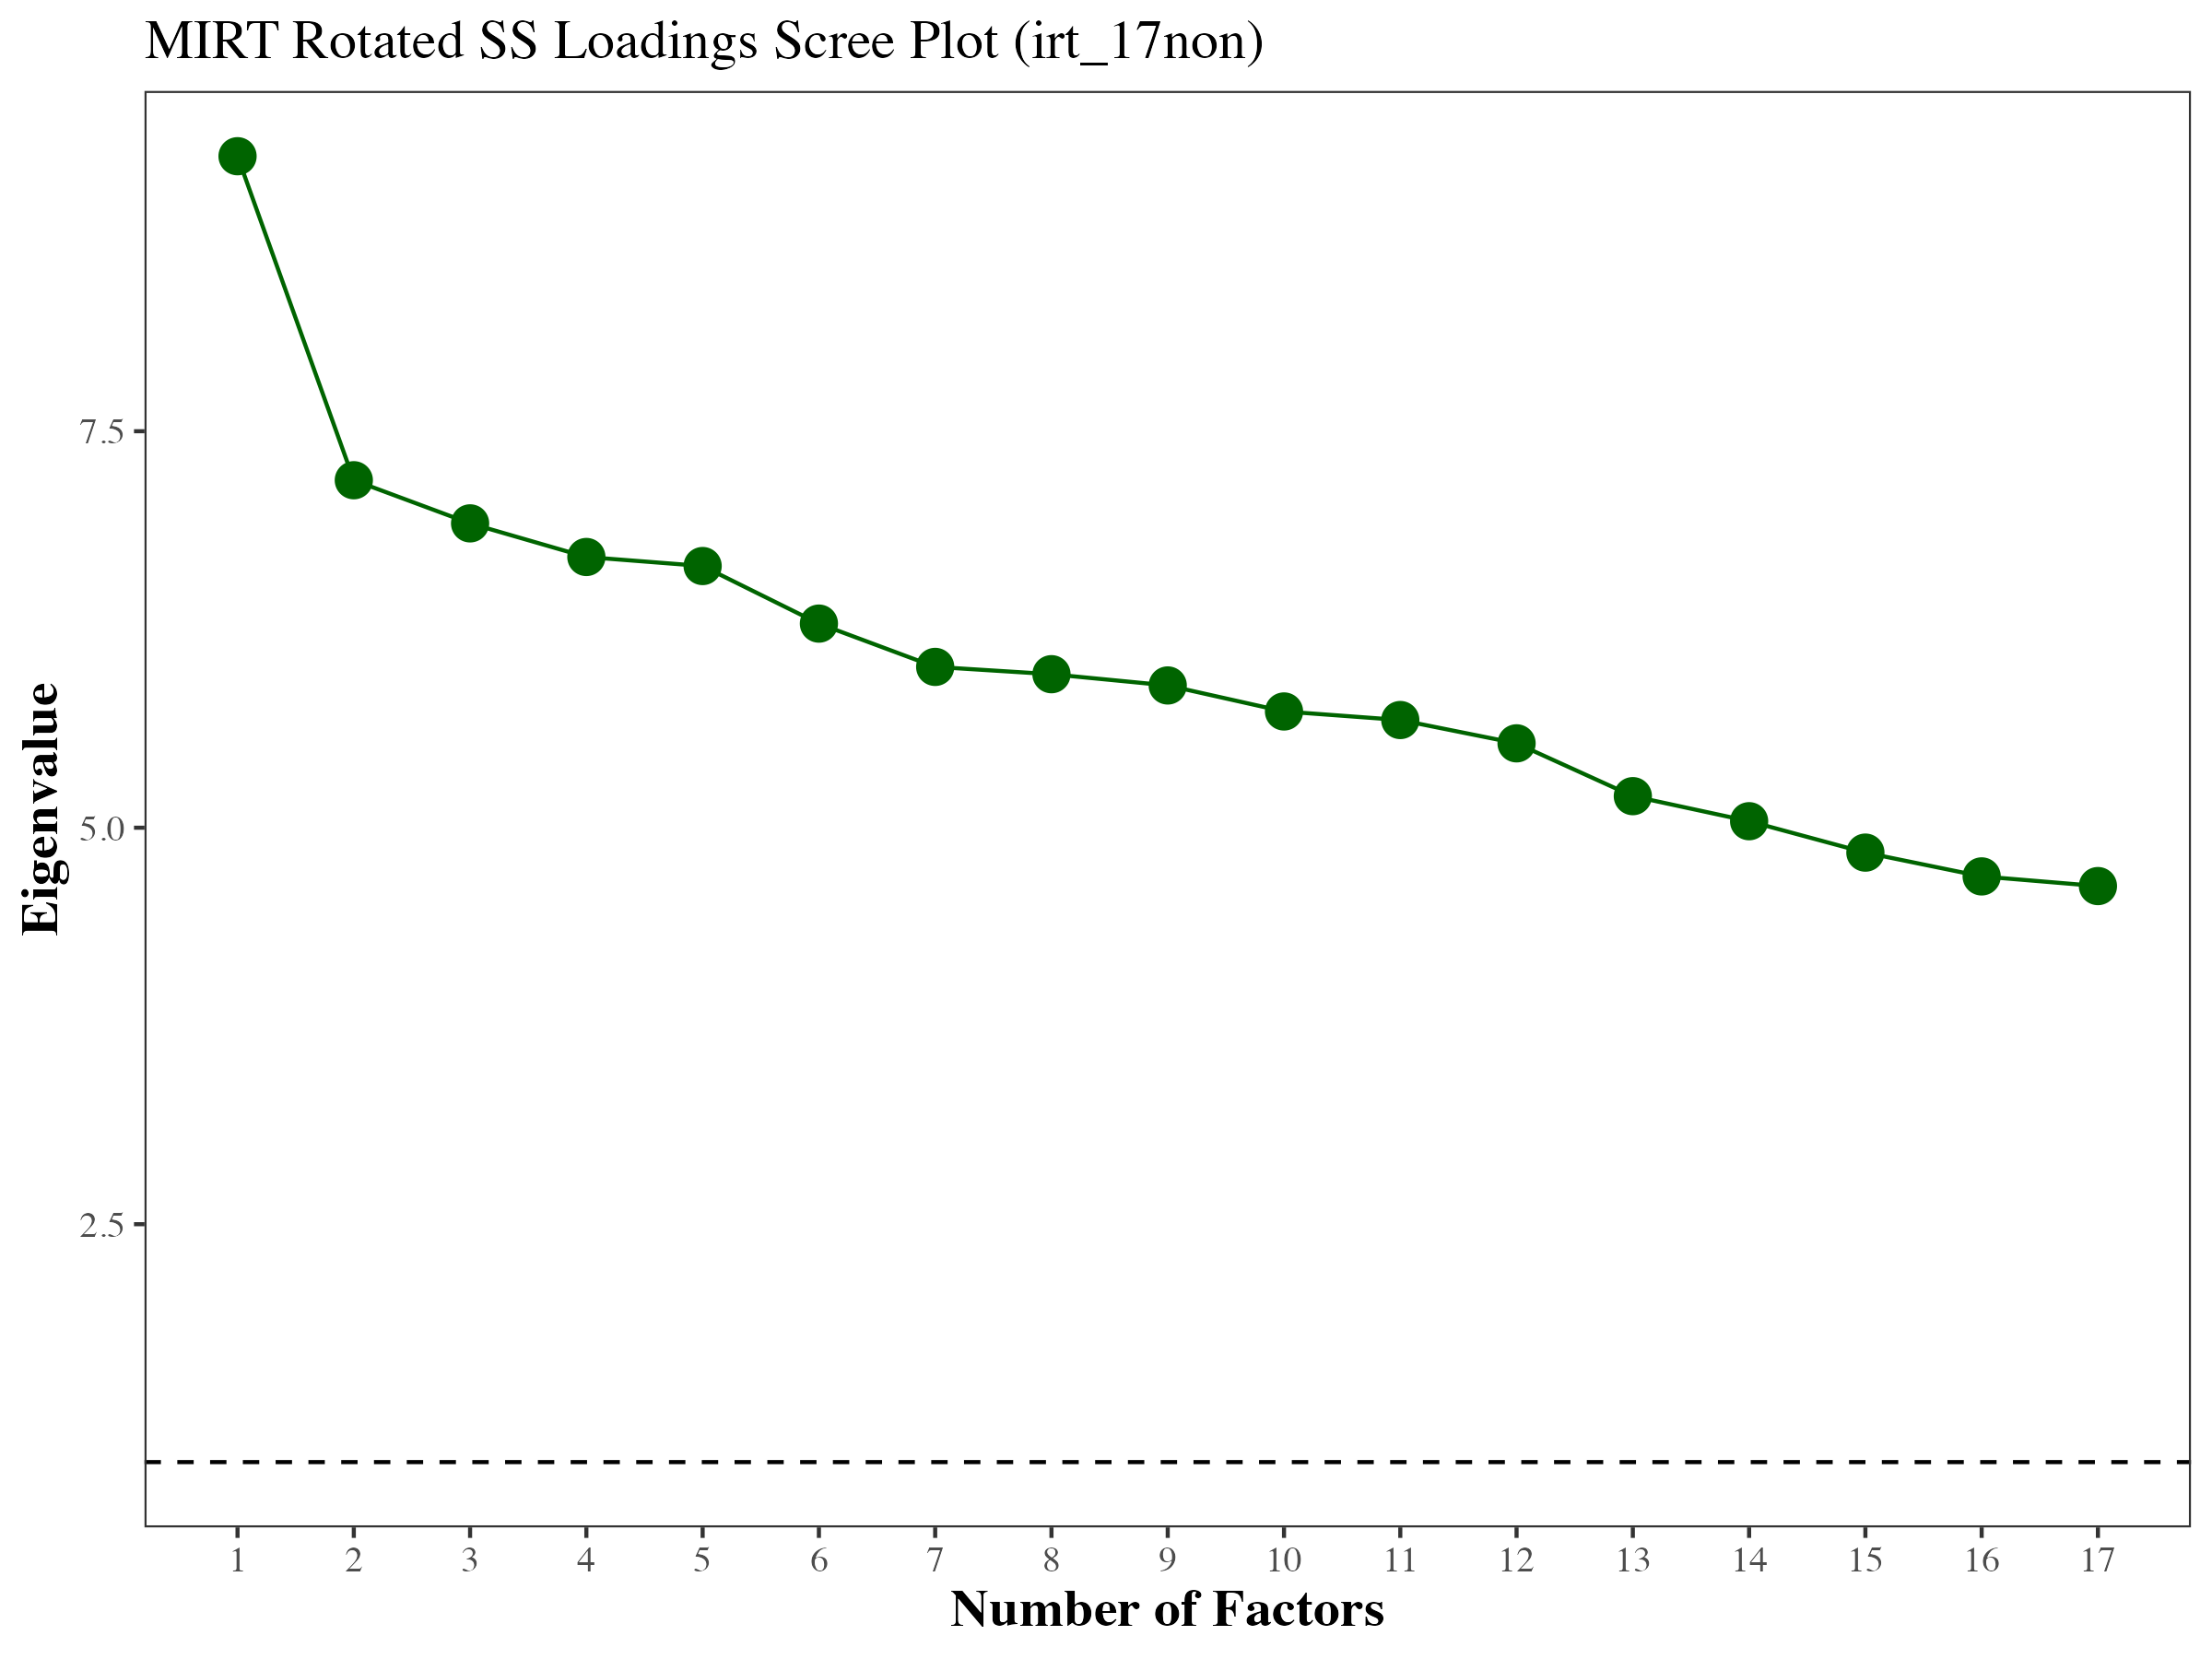 MIRT Rotated SS Loadings Scree Plot (irt_17non)
Eigenvalue
7.5
5.0
2.5
1 2 3 4 5 6 7 8 9 10 11 12 13 14 15 16 17
Number of Factors